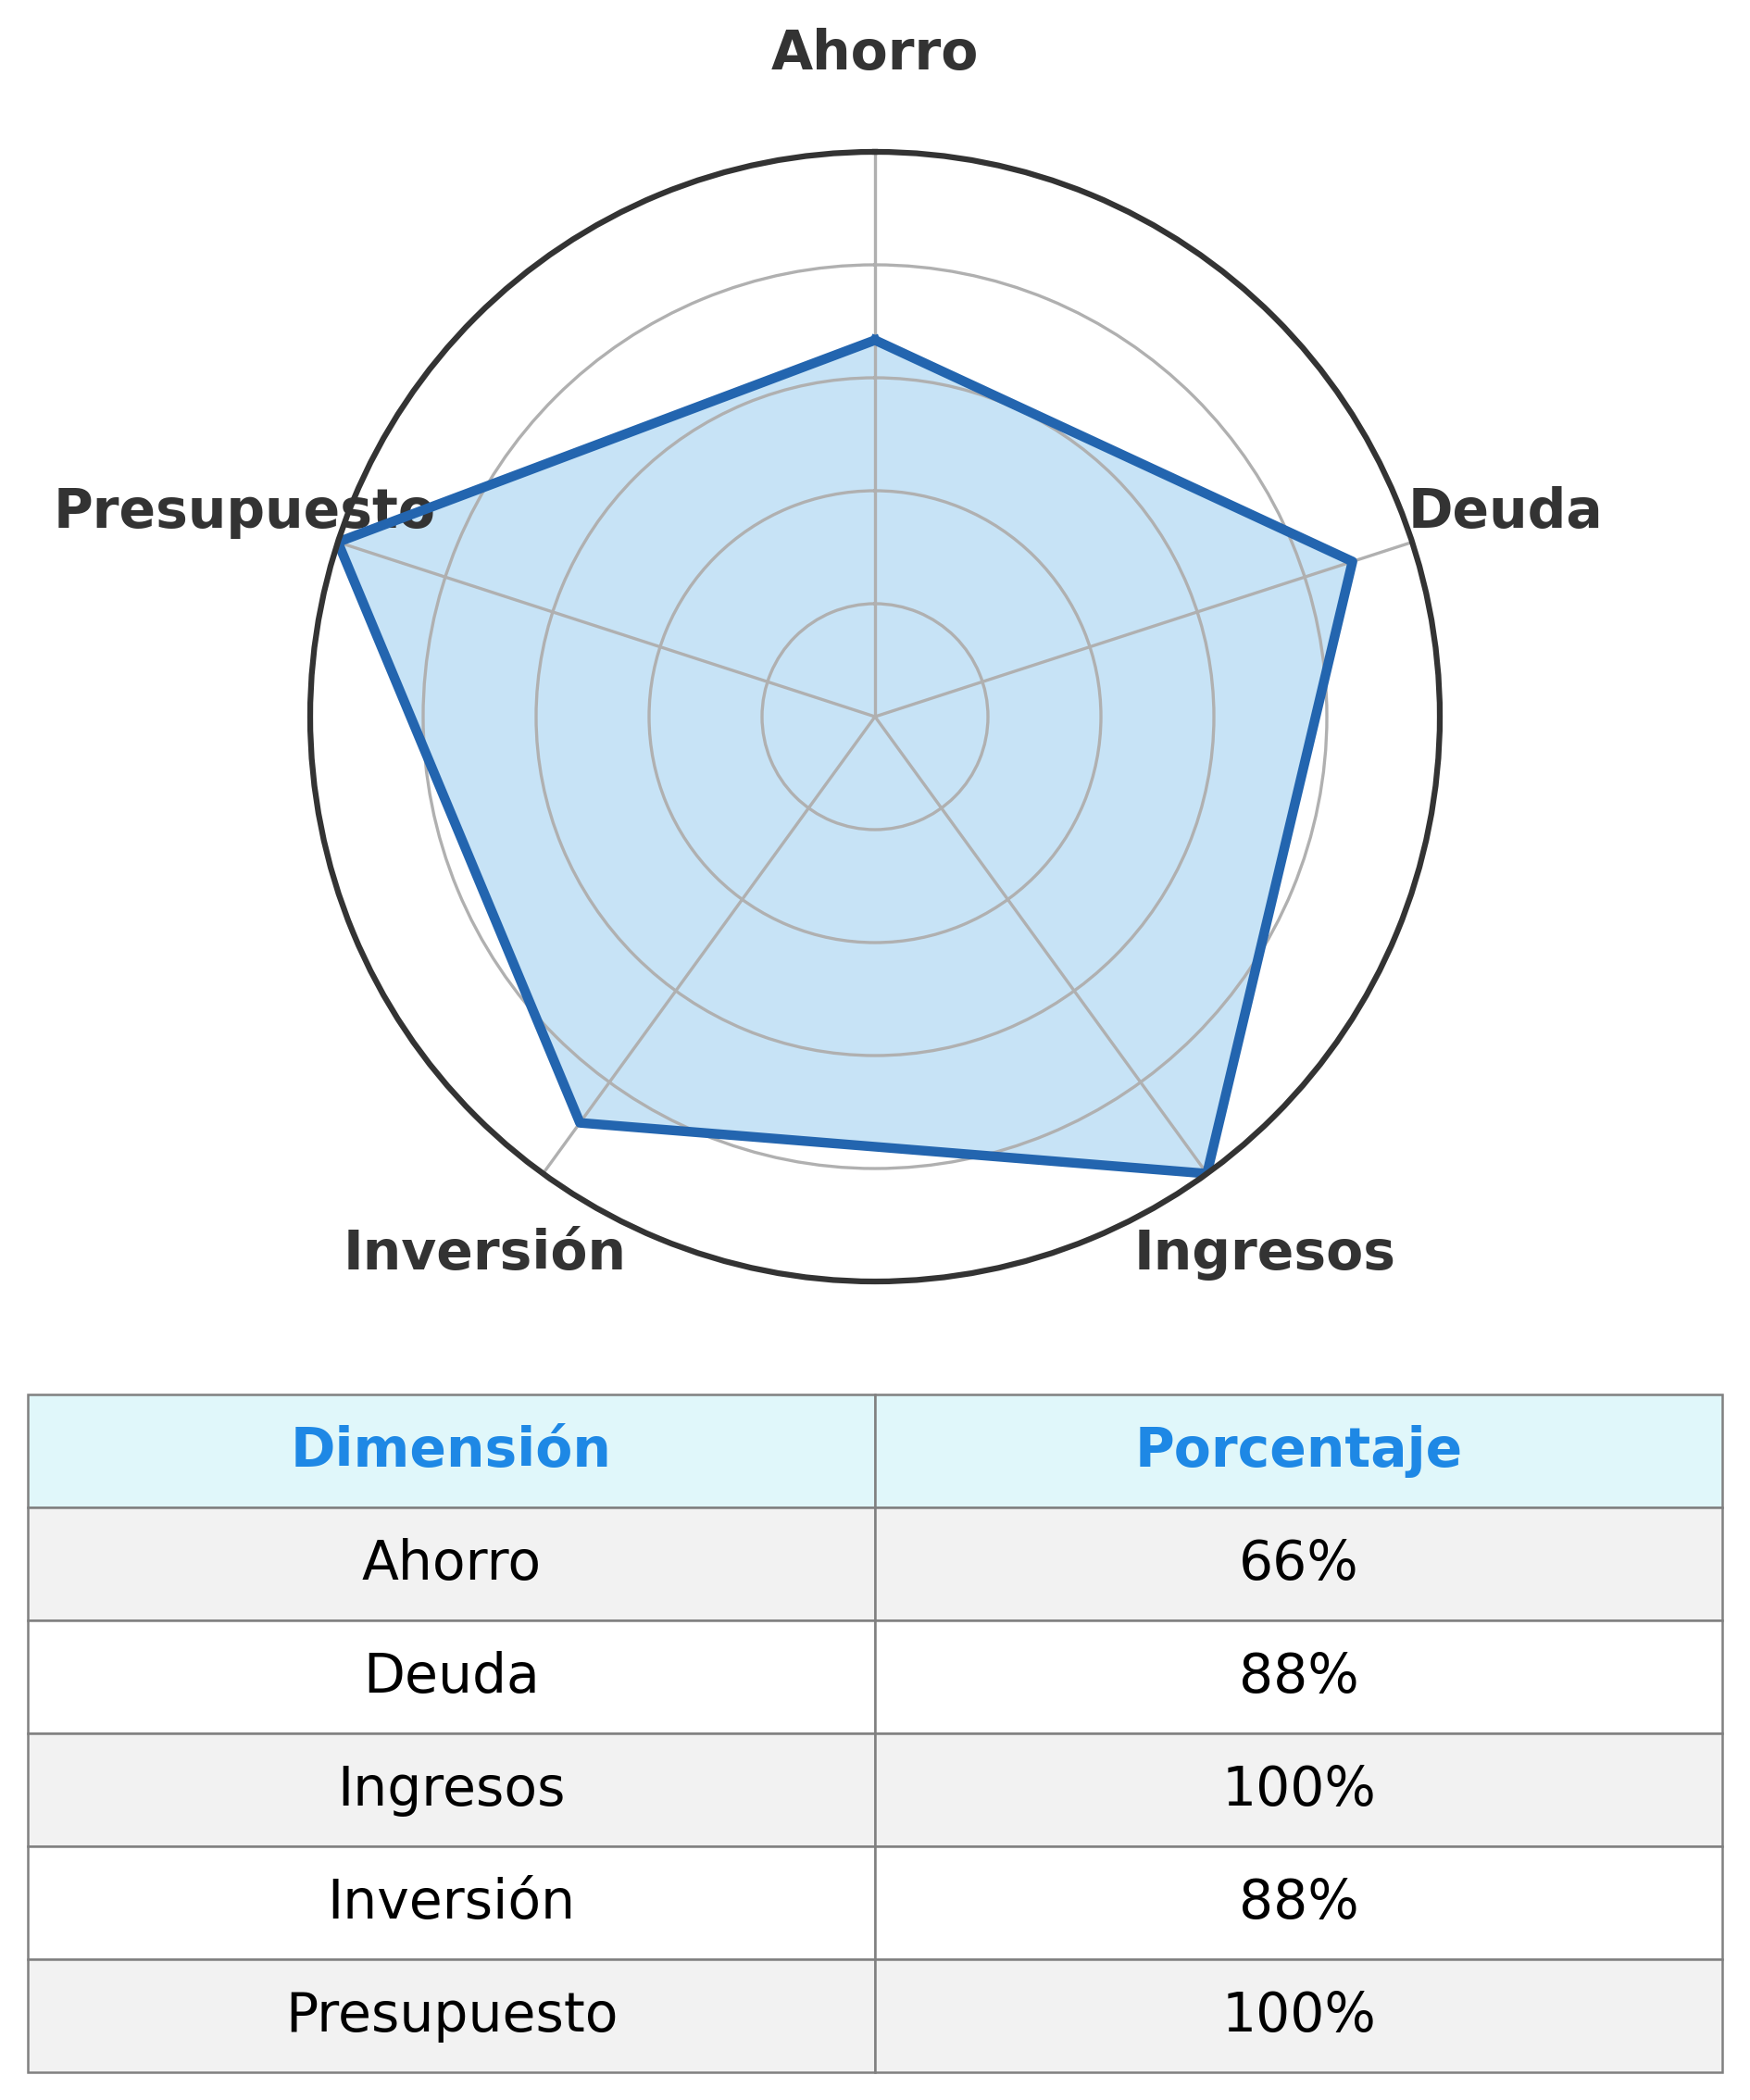 Ahorro
Presupuesto
Deuda
Inversión
Ingresos
Dimensión Porcentaje
Ahorro 66%
Deuda 88%
Ingresos 100%
Inversión 88%
Presupuesto 100%